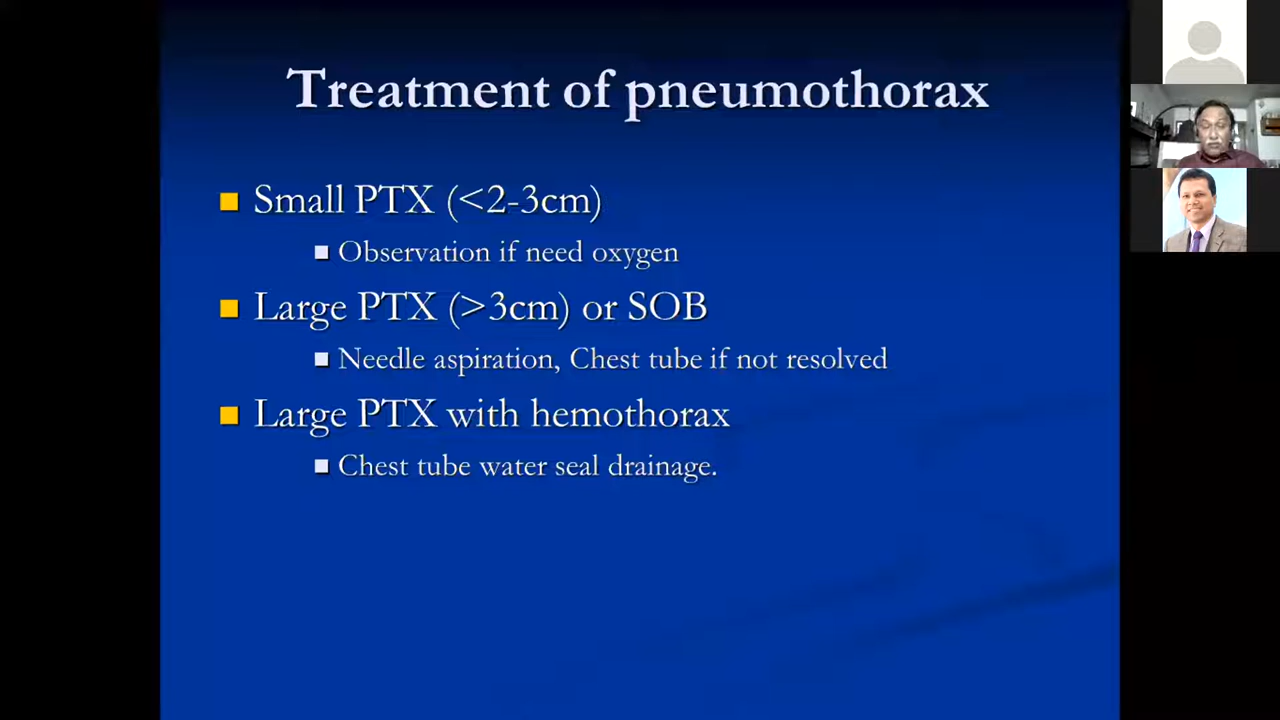 Treatment of pneumothorax
Small PTX (<2-3cm)
Observation if need oxygen
Large PTX (>3cm) or SOB
Needle aspiration, Chest tube if not resolved
Large PTX with hemothorax
Chest tube water seal drainage.